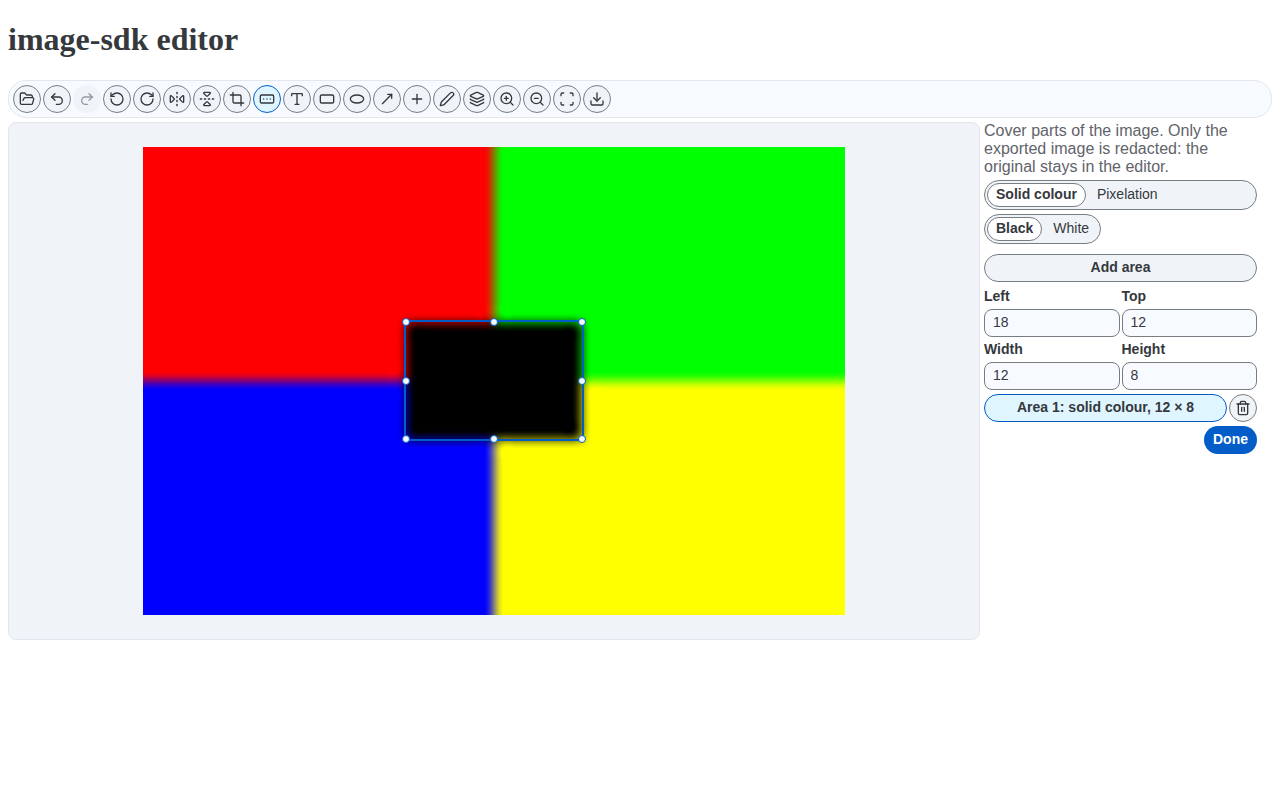 image-sdk editor
Cover parts of the image. Only the
exported image is redacted: the
original stays in the editor.
Solid colour Pixelation
Black White
Add area
Left Top
18 12
Width Height
12 8
Area 1: solid colour, 12 × 8
Done